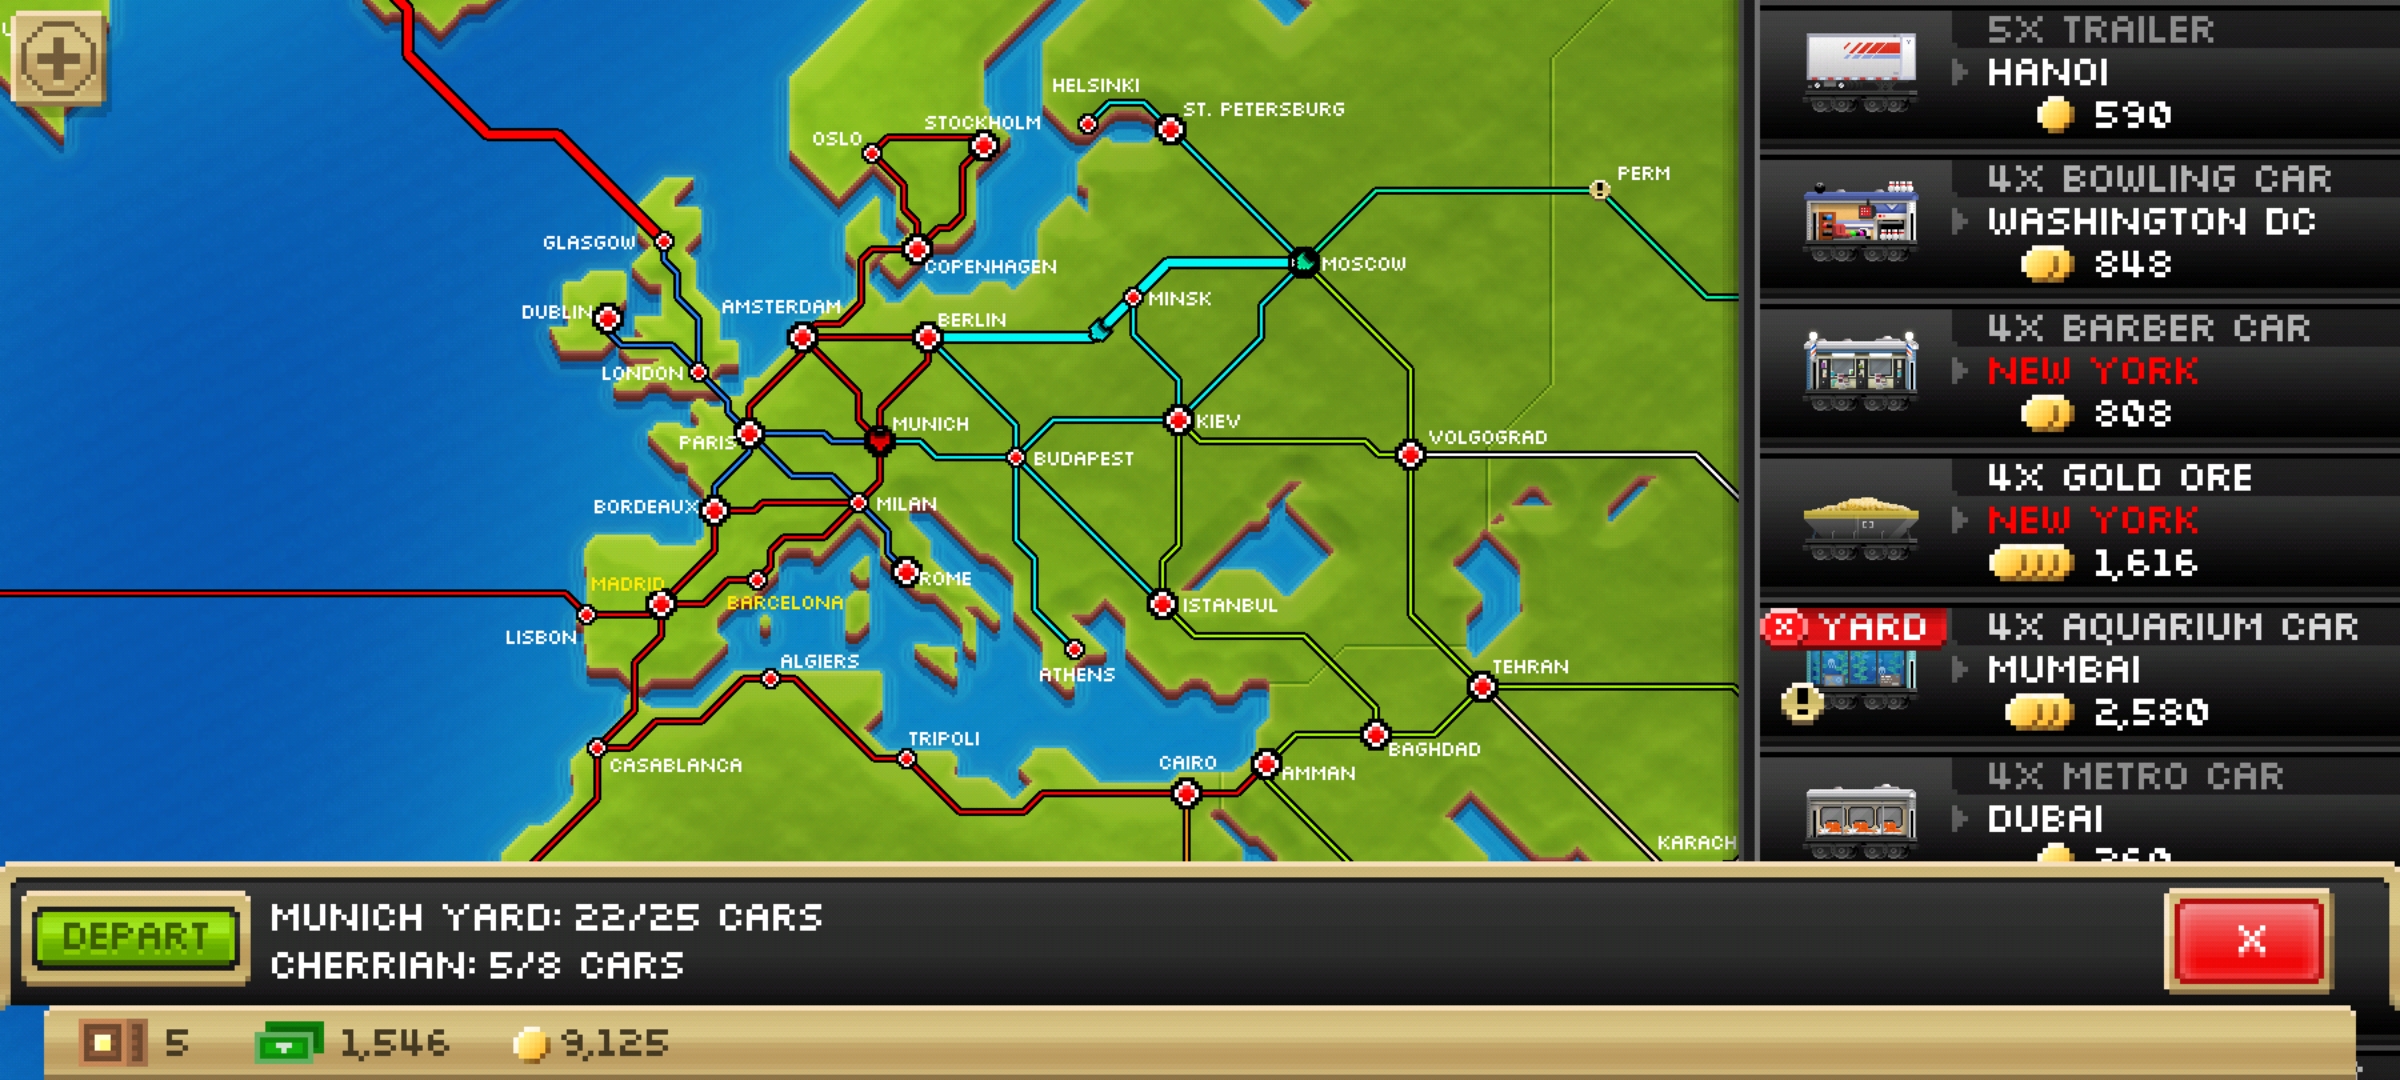 HELSINKI
ST. PETERSBURG
STOCKHOLM
OSLO
PERM
GLASGOW
COPENHAGEN
MOSCOW
MINSK
DUBLIN
AMSTERDAM
BERLIN
LONDON
MUNICH
KIEV
PARIS
BUDAPEST
VOLGOGRAD
BORDEAUX
MILAN
MADRID
ROME
BARCELONA
ISTANBUL
LISBON
ALGIERS
ATHENS
TEHRAN
TRIPOLI
CASABLANCA
CAIRO
AMMAN
BAGHDAD
KARACH
5X TRAILER
HANOI
590
4X BOWLING CAR
WASHINGTON DC
848
4X BARBER CAR
NEW YORK
808
4X GOLD ORE
NEW YORK
1,616
YARD
4X AQUARIUM CAR
MUMBAI
2,580
4X METRO CAR
DUBAI
DEPART
MUNICH YARD: 22/25 CARS
CHERRIAN: 5/8 CARS
X
5
1,546
9,125